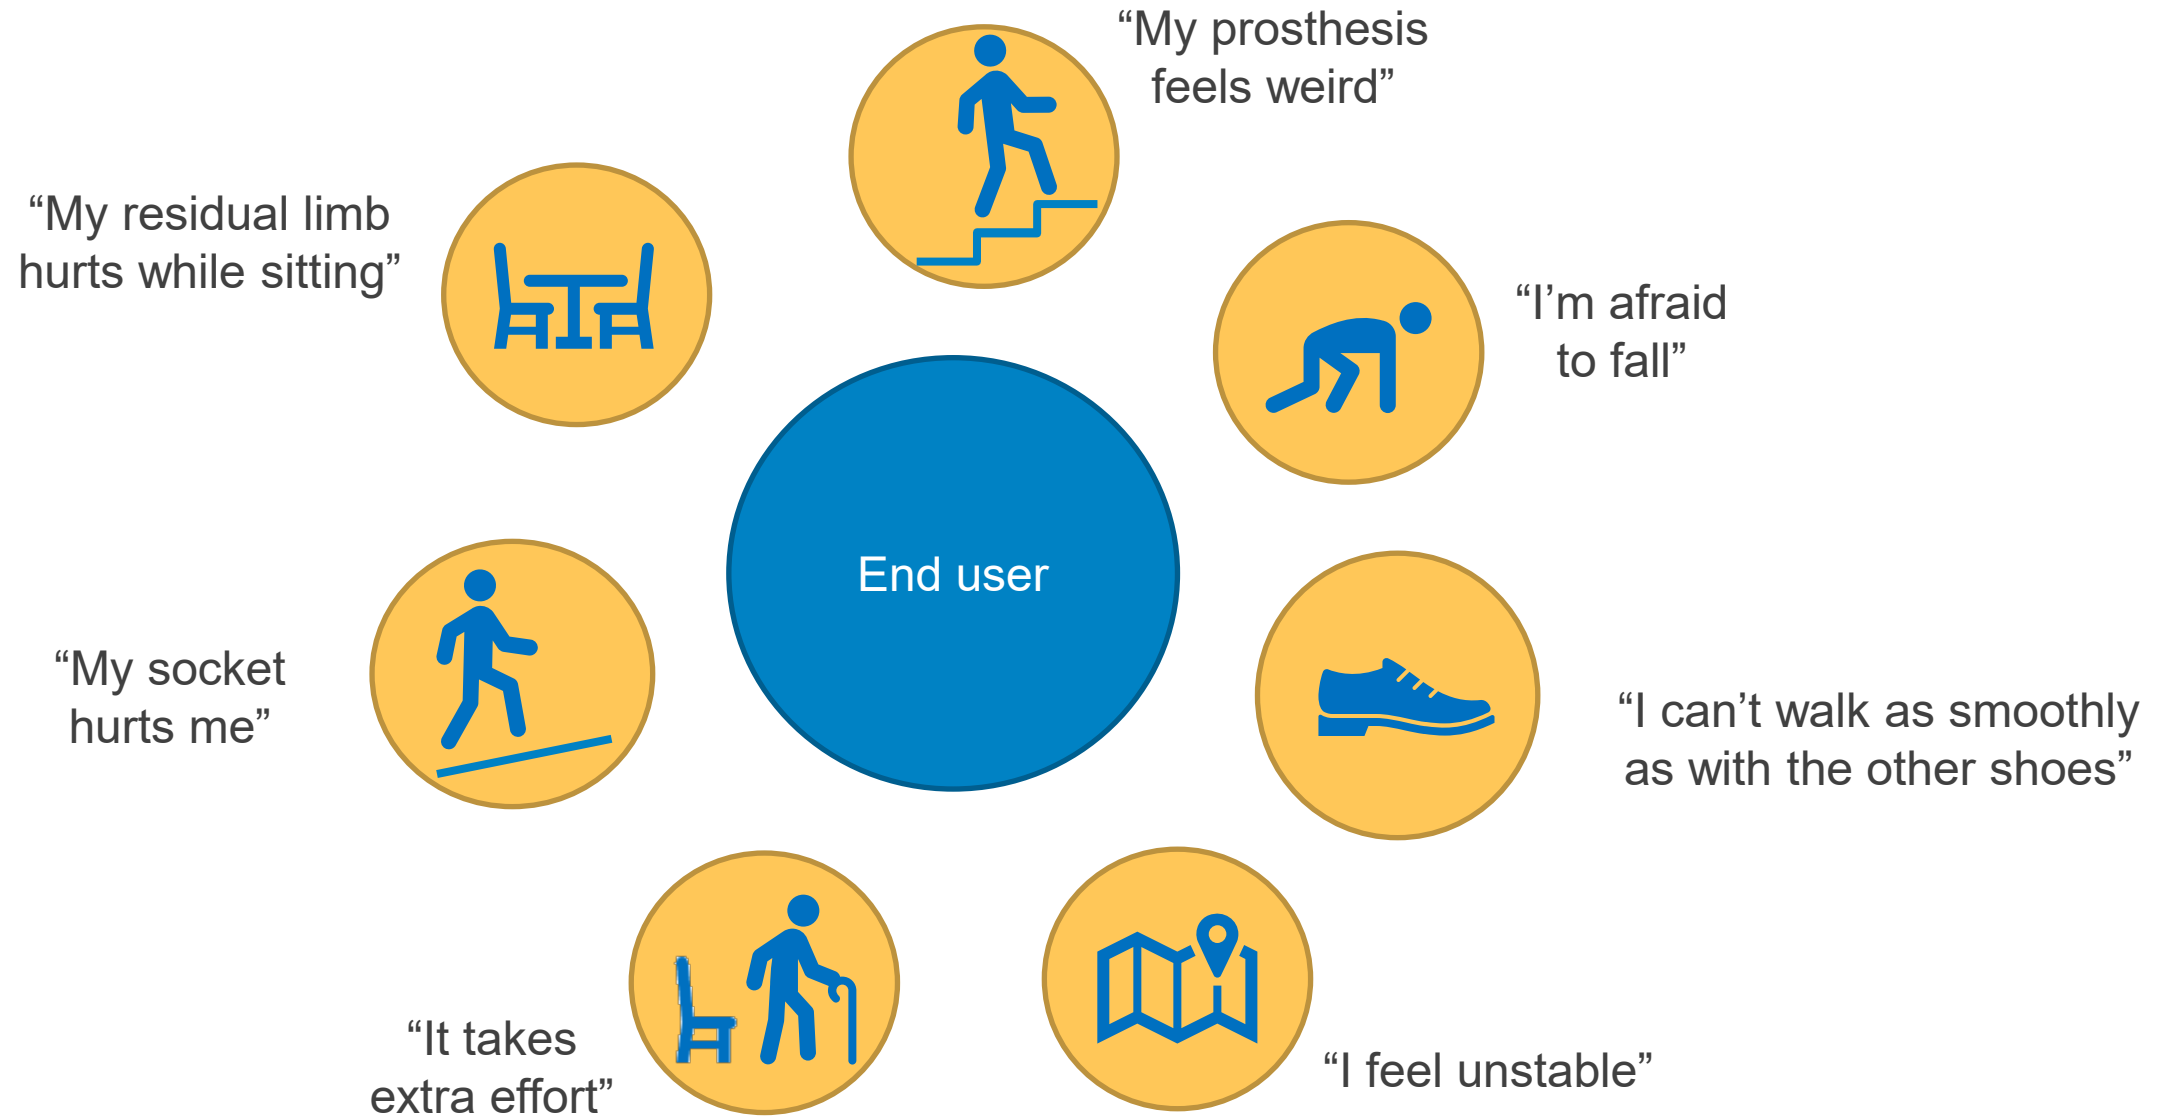 “My prosthesis
feels weird”
“My residual limb
hurts while sitting”
“I’m afraid
to fall”
End user
“My socket
hurts me”
“I can’t walk as smoothly
as with the other shoes”
“It takes
extra effort”
“I feel unstable”